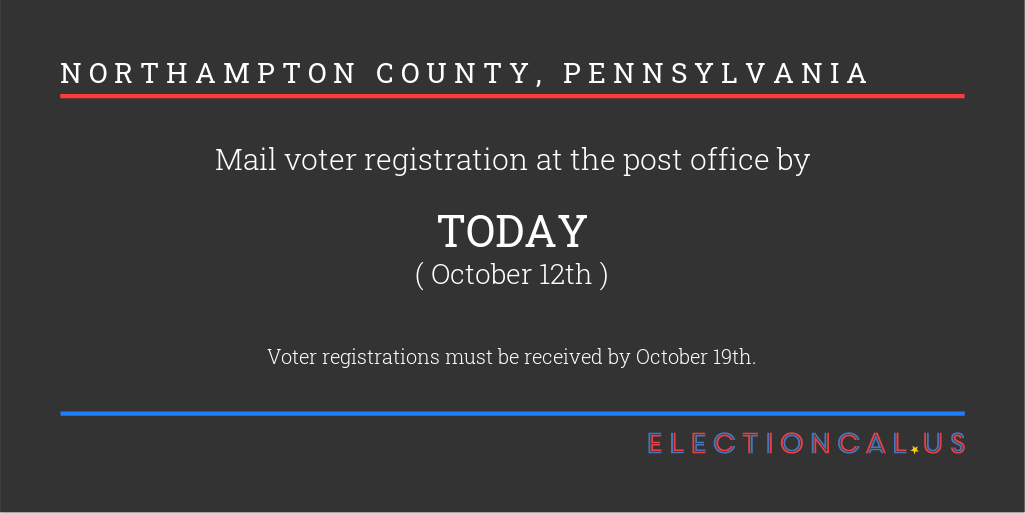 NORTHAMPTON COUNTY, PENNSYLVANIA
Mail voter registration at the post office by
TODAY
( October 12th )
Voter registrations must be received by October 19th.
ELECTIONCAL.US